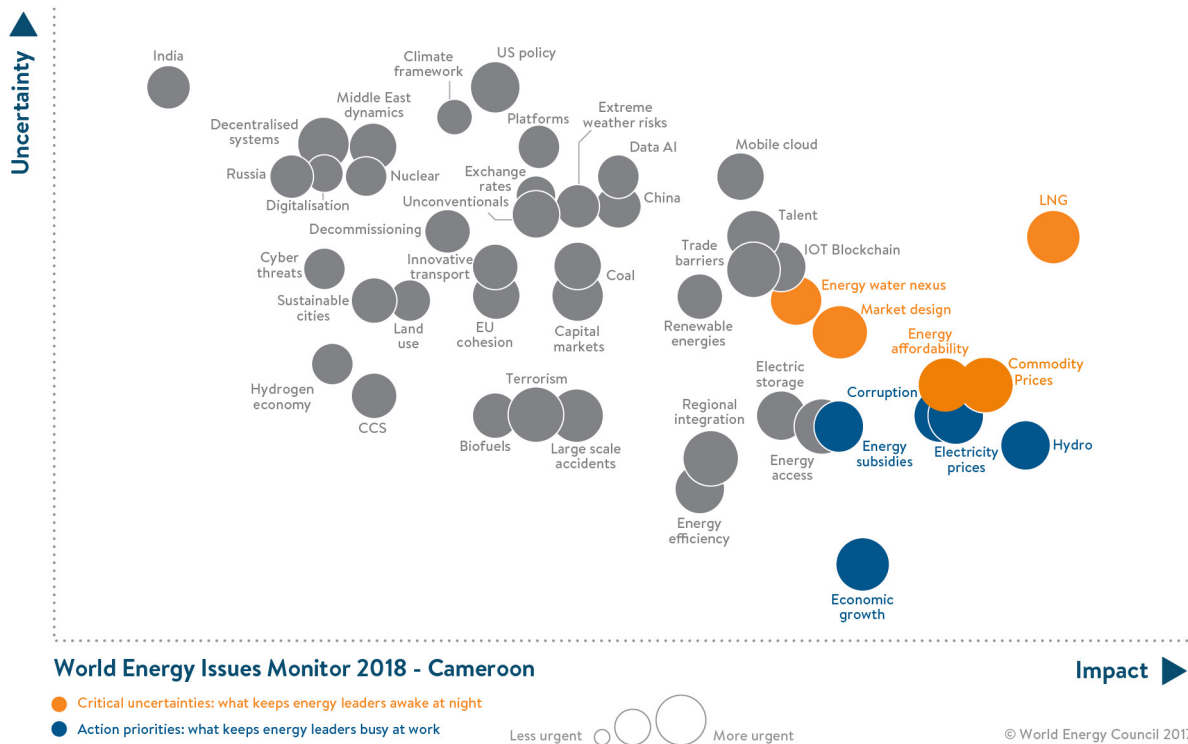 Uncertainty
India
Climate
framework
US policy
Middle East
dynamics
Decentralised
systems
Platforms
Extreme
weather risks
Data AI
Mobile cloud
Russia
Digitalisation
Nuclear
Exchange
rates
Unconventionals
China
LNG
Decommissioning
Talent
Trade
barriers
IOT Blockchain
Cyber
threats
Innovative
transport
Coal
Sustainable
cities
Land
use
EU
cohesion
Capital
markets
Renewable
energies
Energy water nexus
Market design
Energy
affordability
Commodity
Prices
Hydrogen
economy
CCS
Terrorism
Biofuels
Large scale
accidents
Electric
storage
Regional
integration
Corruption
Energy
access
Energy
subsidies
Electricity
prices
Hydro
Energy
efficiency
Economic
growth
World Energy Issues Monitor 2018 - Cameroon
Impact
Critical uncertainties: what keeps energy leaders awake at night
Action priorities: what keeps energy leaders busy at work
Less urgent
More urgent
© World Energy Council 2017